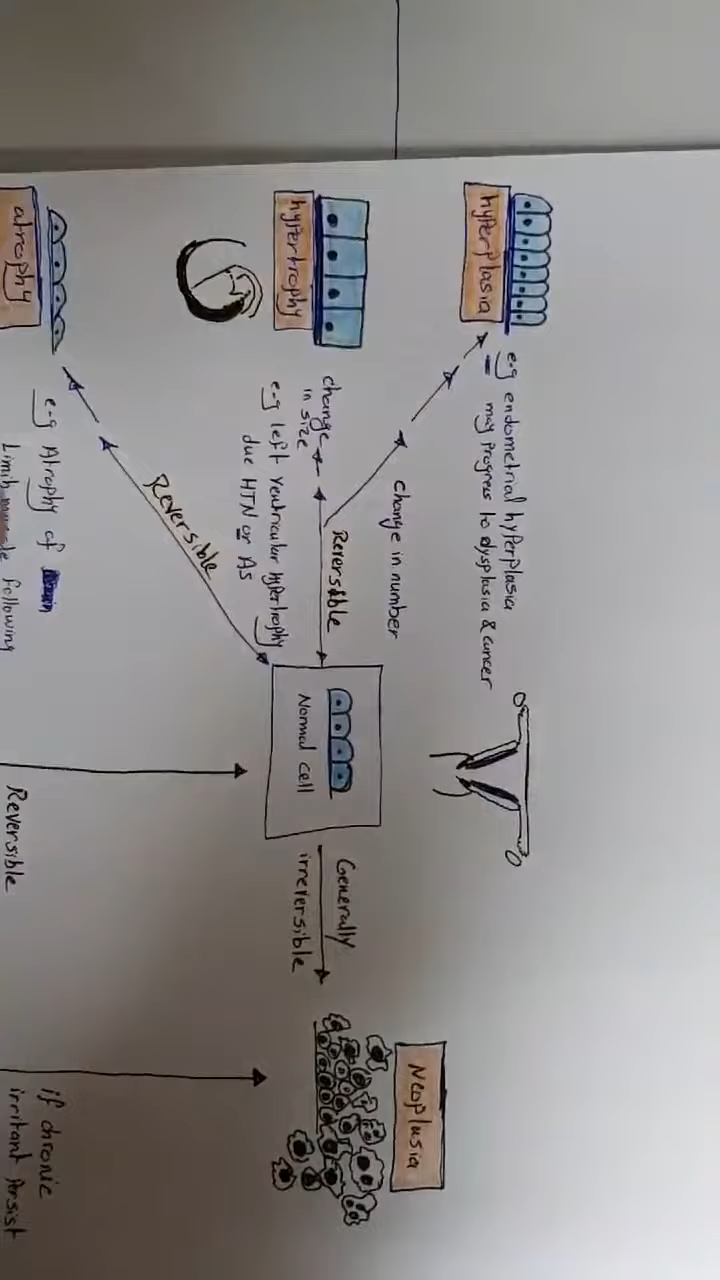 hyperplasia
e-g endometrial hyperplasia
may progress to dysplasia & cancer
change in number
hypertrophy
change
in size
e-g left ventricular hypertrophy
due HTN or AS
Reversible
Normal cell
Generally
irreversible
Neoplasia
atrophy
Reversible
e-g Atrophy of
Limb following
Reversible
if chronic
irritant persist